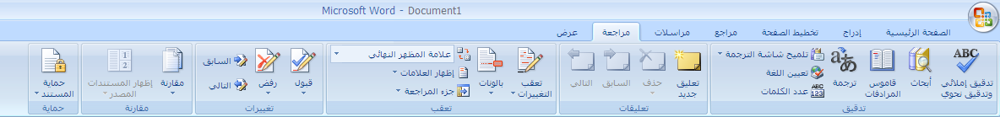 Microsoft Word - Document1
الصفحة الرئيسية
إدراج
تخطيط الصفحة
مراجع
مراسلات
مراجعة
عرض
ABC
تدقيق إملائي
وتدقيق نحوي
أبحاث
قاموس
المرادفات
ترجمة
تلميح شاشة الترجمة
تعيين اللغة
عدد الكلمات
تدقيق
تعليق
جديد
حذف
السابق
التالي
تعليقات
تعقب
التغييرات
بالونات
علامة المظهر النهائي
إظهار العلامات
جزء المراجعة
تعقب
قبول
رفض
السابق
التالي
تغييرات
مقارنة
إظهار المستندات
المصدر
مقارنة
حماية
المستند
حماية